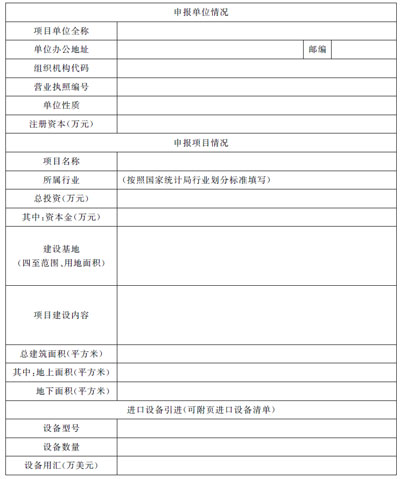 申报单位情况
项目单位全称
单位办公地址 邮编
组织机构代码
营业执照编号
单位性质
注册资本(万元)
申报项目情况
项目名称
所属行业 (按照国家统计局行业划分标准填写)
总投资(万元)
其中:资本金(万元)
建设基地
(四至范围、用地面积)
项目建设内容
总建筑面积(平方米)
其中:地上面积(平方米)
地下面积(平方米)
进口设备引进(可附页进口设备清单)
设备型号
设备数量
设备用汇(万美元)